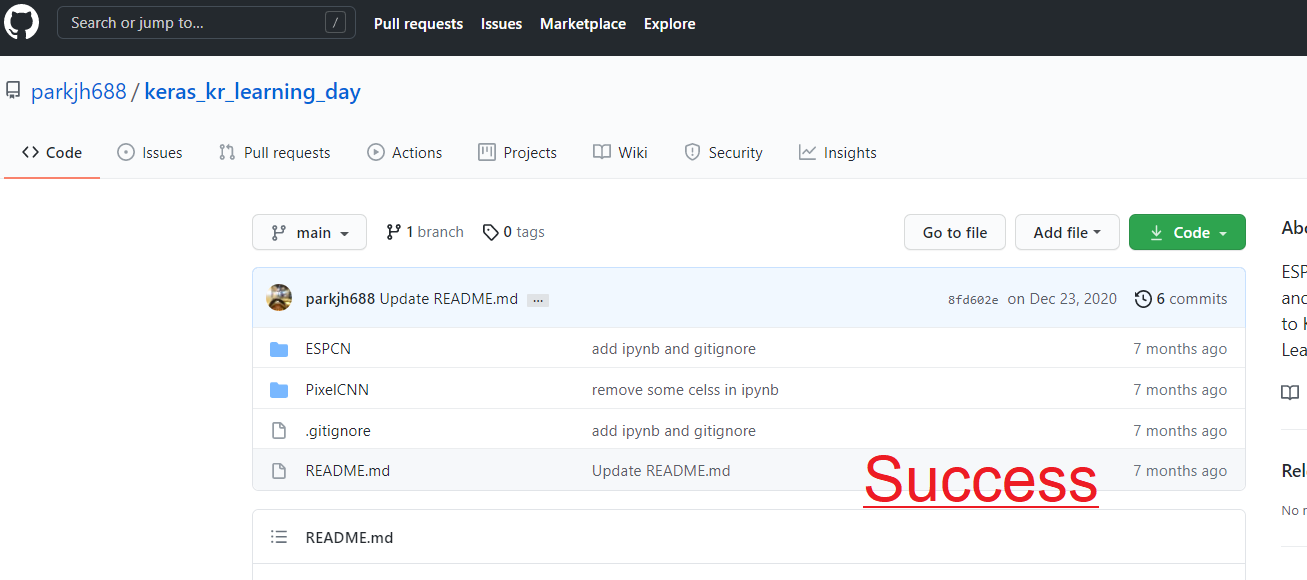 Search or jump to... /
Pull requests Issues Marketplace Explore
parkjh688 / keras_kr_learning_day
Code Issues Pull requests Actions Projects Wiki Security Insights
main 1 branch 0 tags Go to file Add file Code
parkjh688 Update README.md ... 8fd602e on Dec 23, 2020 6 commits
ESPCN add ipynb and gitignore 7 months ago
PixelCNN remove some celss in ipynb 7 months ago
.gitignore add ipynb and gitignore 7 months ago
README.md Update README.md 7 months ago
Success
README.md
and
to
No